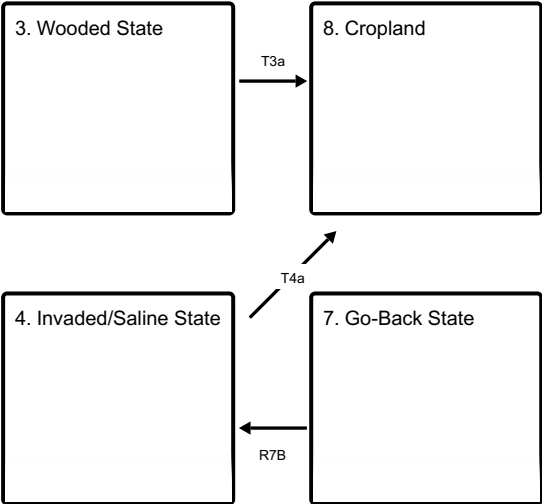 3. Wooded State
8. Cropland
T3a
T4a
4. Invaded/Saline State
7. Go-Back State
R7B